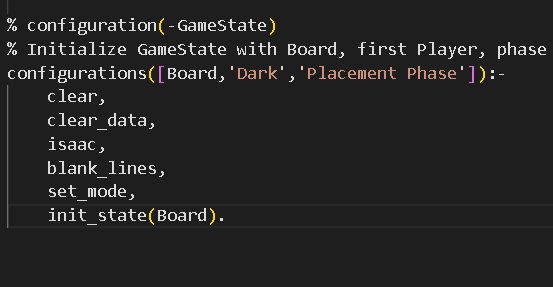 % configuration(-GameState)
% Initialize GameState with Board, first Player, phase
configurations([Board,'Dark','Placement Phase']):-
    clear,
    clear_data,
    isaac,
    blank_lines,
    set_mode,
    init_state(Board).